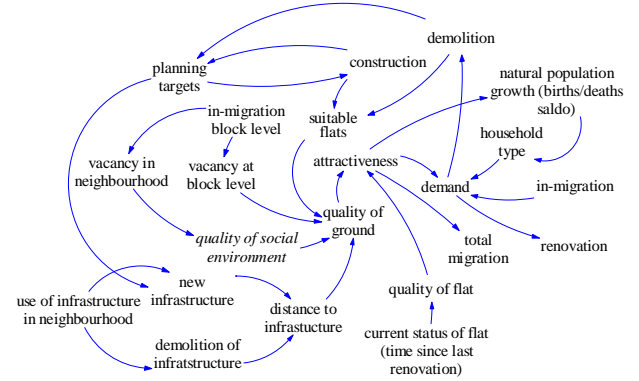 demolition
construction
planning
targets
natural population
growth (births/deaths
saldo)
in-migration
block level
suitable
flats
household
type
vacancy in
neighbourhood
vacancy at
block level
attractiveness
demand
in-migration
quality of
ground
quality of social
environment
total
migration
renovation
new
infrastructure
use of infrastructure
in neighbourhood
distance to
infrastucture
quality of flat
demolition of
infratstructure
current status of flat
(time since last
renovation)